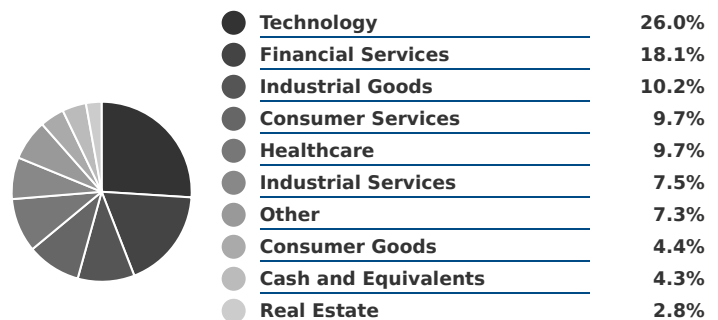 Technology 26.0%
Financial Services 18.1%
Industrial Goods 10.2%
Consumer Services 9.7%
Healthcare 9.7%
Industrial Services 7.5%
Other 7.3%
Consumer Goods 4.4%
Cash and Equivalents 4.3%
Real Estate 2.8%